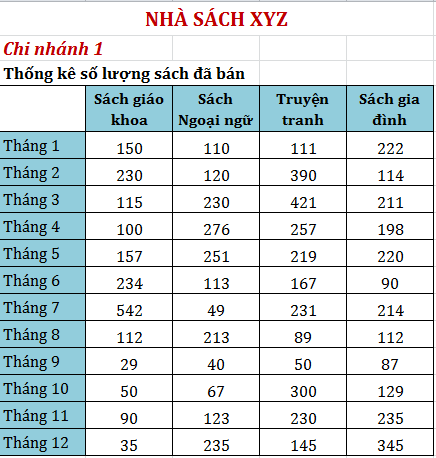 NHÀ SÁCH XYZ
Chi nhánh 1
Thống kê số lượng sách đã bán
Sách giáo khoa Sách Ngoại ngữ Truyện tranh Sách gia đình
Tháng 1 150 110 111 222
Tháng 2 230 120 390 114
Tháng 3 115 230 421 211
Tháng 4 100 276 257 198
Tháng 5 157 251 219 220
Tháng 6 234 113 167 90
Tháng 7 542 49 231 214
Tháng 8 112 213 89 112
Tháng 9 29 40 50 87
Tháng 10 50 67 300 129
Tháng 11 90 123 230 235
Tháng 12 35 235 145 345